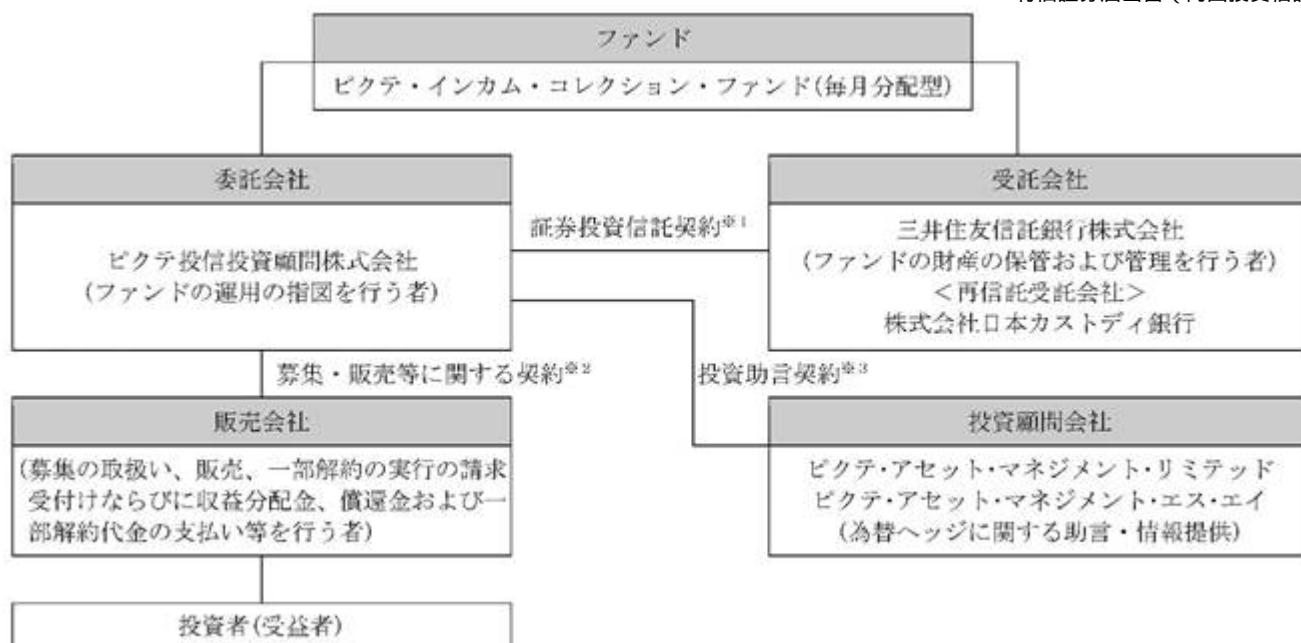 ファンド
ピクテ・インカム・コレクション・ファンド(毎月分配型)
委託会社
受託会社
ピクテ投信投資顧問株式会社
(ファンドの運用の指図を行う者)
証券投資信託契約※1
三井住友信託銀行株式会社
(ファンドの財産の保管および管理を行う者)
<再信託受託会社>
株式会社日本カストディ銀行
募集・販売等に関する契約※2
投資助言契約※3
販売会社
投資顧問会社
(募集の取扱い、販売、一部解約の実行の請求
受付けならびに収益分配金、償還金および一
部解約代金の支払い等を行う者)
ピクテ・アセット・マネジメント・リミテッド
ピクテ・アセット・マネジメント・エス・エイ
(為替ヘッジに関する助言・情報提供)
投資者(受益者)